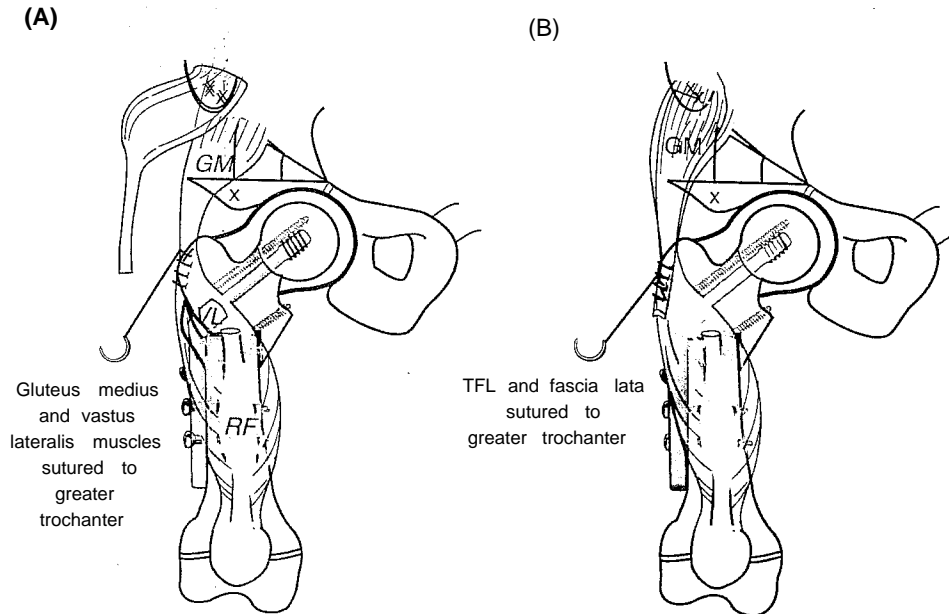 (A)
GM
X
VL
RF
Gluteus medius
and vastus
lateralis muscles
sutured to
greater
trochanter
(B)
GM
X
TFL and fascia lata
sutured to
greater trochanter